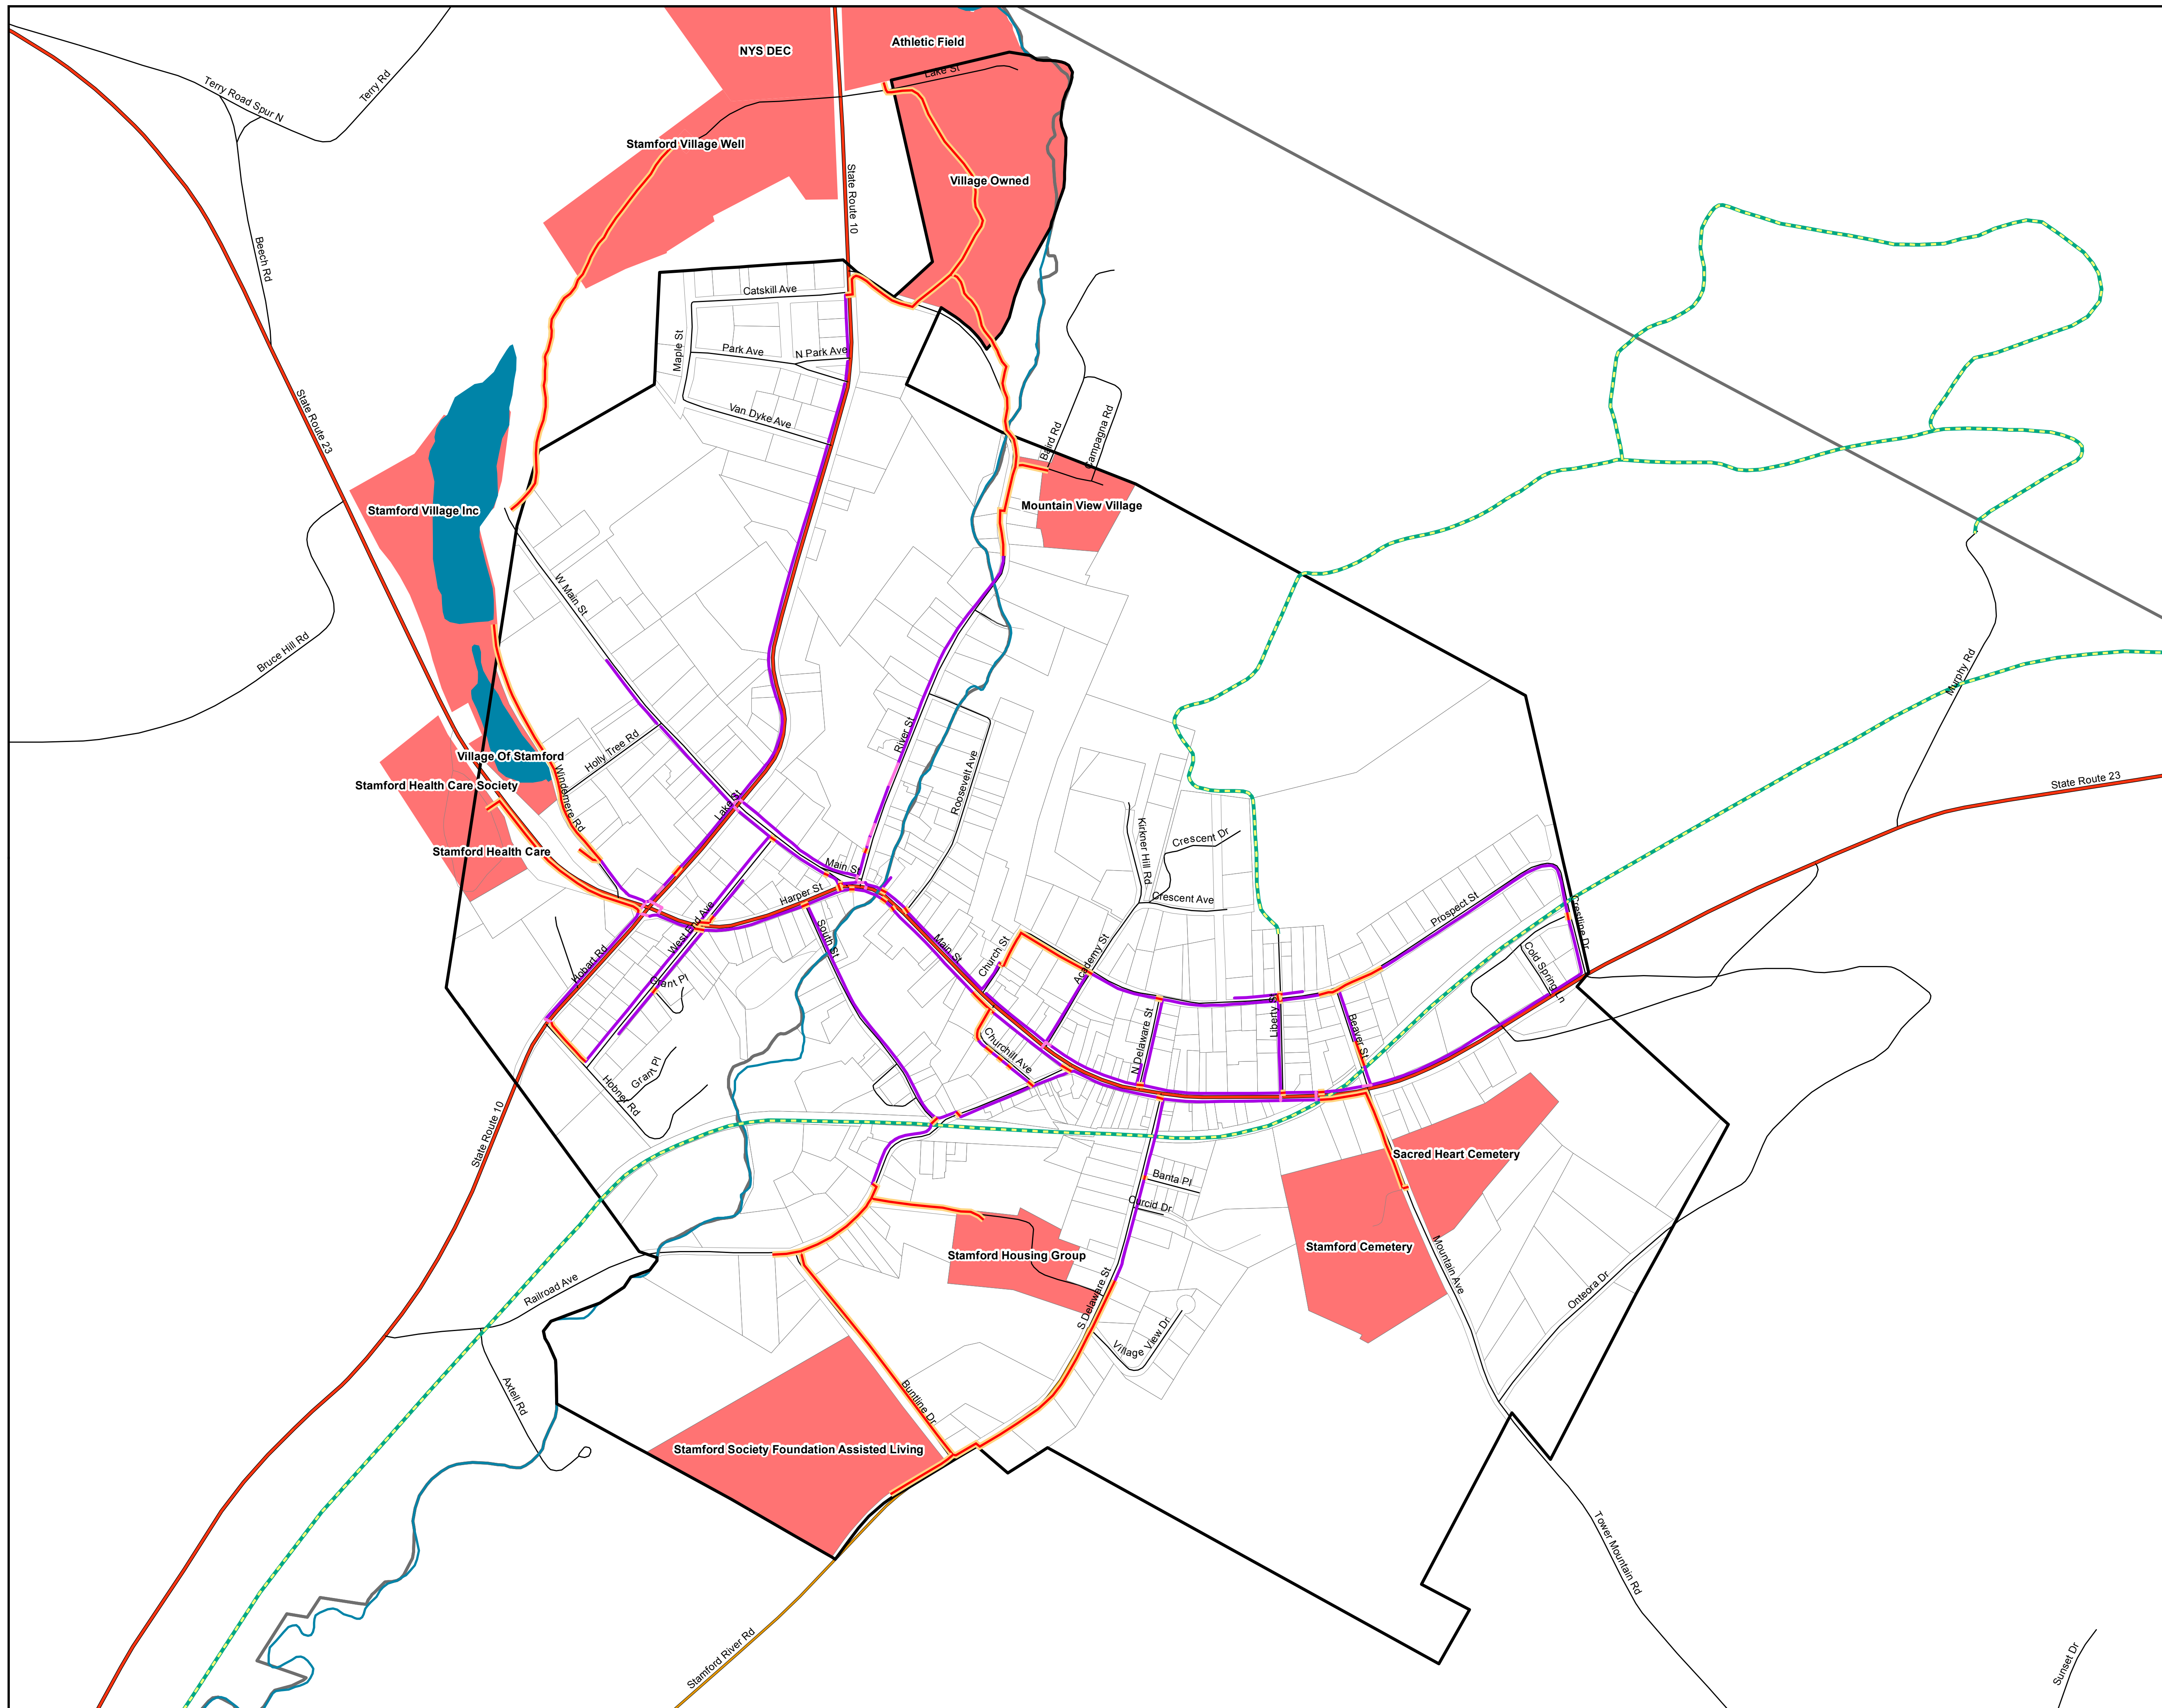 NYS DEC
Athletic Field
Lake St
Terry Road Spur N
Terry Rd
Stamford Village Well
Village Owned
State Route 10
Beech Rd
Catskill Ave
Maple St
Park Ave
N Park Ave
Van Dyke Ave
State Route 23
Baird Rd
Campagna Rd
Stamford Village Inc
Mountain View Village
W Main St
Bruce Hill Rd
Murphy Rd
River St
Holly Tree Rd
Village Of Stamford
Windemere Rd
Stamford Health Care Society
Roosevelt Ave
State Route 23
Lake St
Kirkner Hill Rd
Crescent Dr
Stamford Health Care
Main St
Harper St
Crescent Ave
Prospect St
West End Ave
South St
Main St
Church St
Academy St
Crestline Dr
Cold Spring Ln
Hobart Rd
Grant Pl
Liberty St
N Delaware St
Beaver St
Churchill Ave
Grant Pl
Hobner Rd
State Route 10
Banta Pl
Curcid Dr
Sacred Heart Cemetery
Stamford Cemetery
Stamford Housing Group
Mountain Ave
Onteora Dr
Railroad Ave
S Delaware St
Village View Dr
Axtell Rd
Buntline Dr
Stamford Society Foundation Assisted Living
Tower Mountain Rd
Stamford River Rd
Sunset Dr